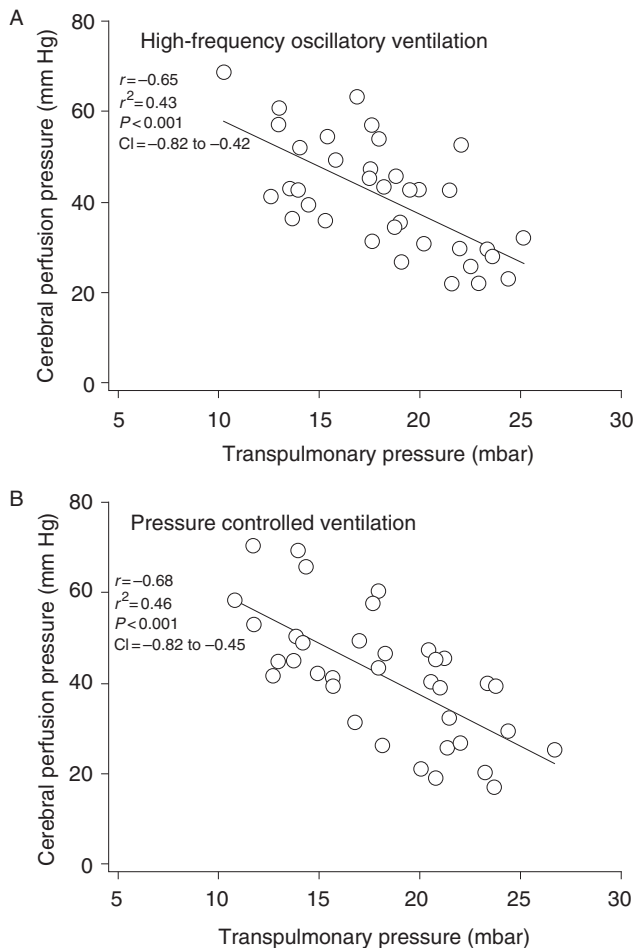 A
High-frequency oscillatory ventilation
r=–0.65
r²=0.43
P<0.001
CI=–0.82 to –0.42
Cerebral perfusion pressure (mm Hg)
80
60
40
20
0
5 10 15 20 25 30
Transpulmonary pressure (mbar)
B
Pressure controlled ventilation
r=–0.68
r²=0.46
P<0.001
CI=–0.82 to –0.45
Cerebral perfusion pressure (mm Hg)
80
60
40
20
0
5 10 15 20 25 30
Transpulmonary pressure (mbar)